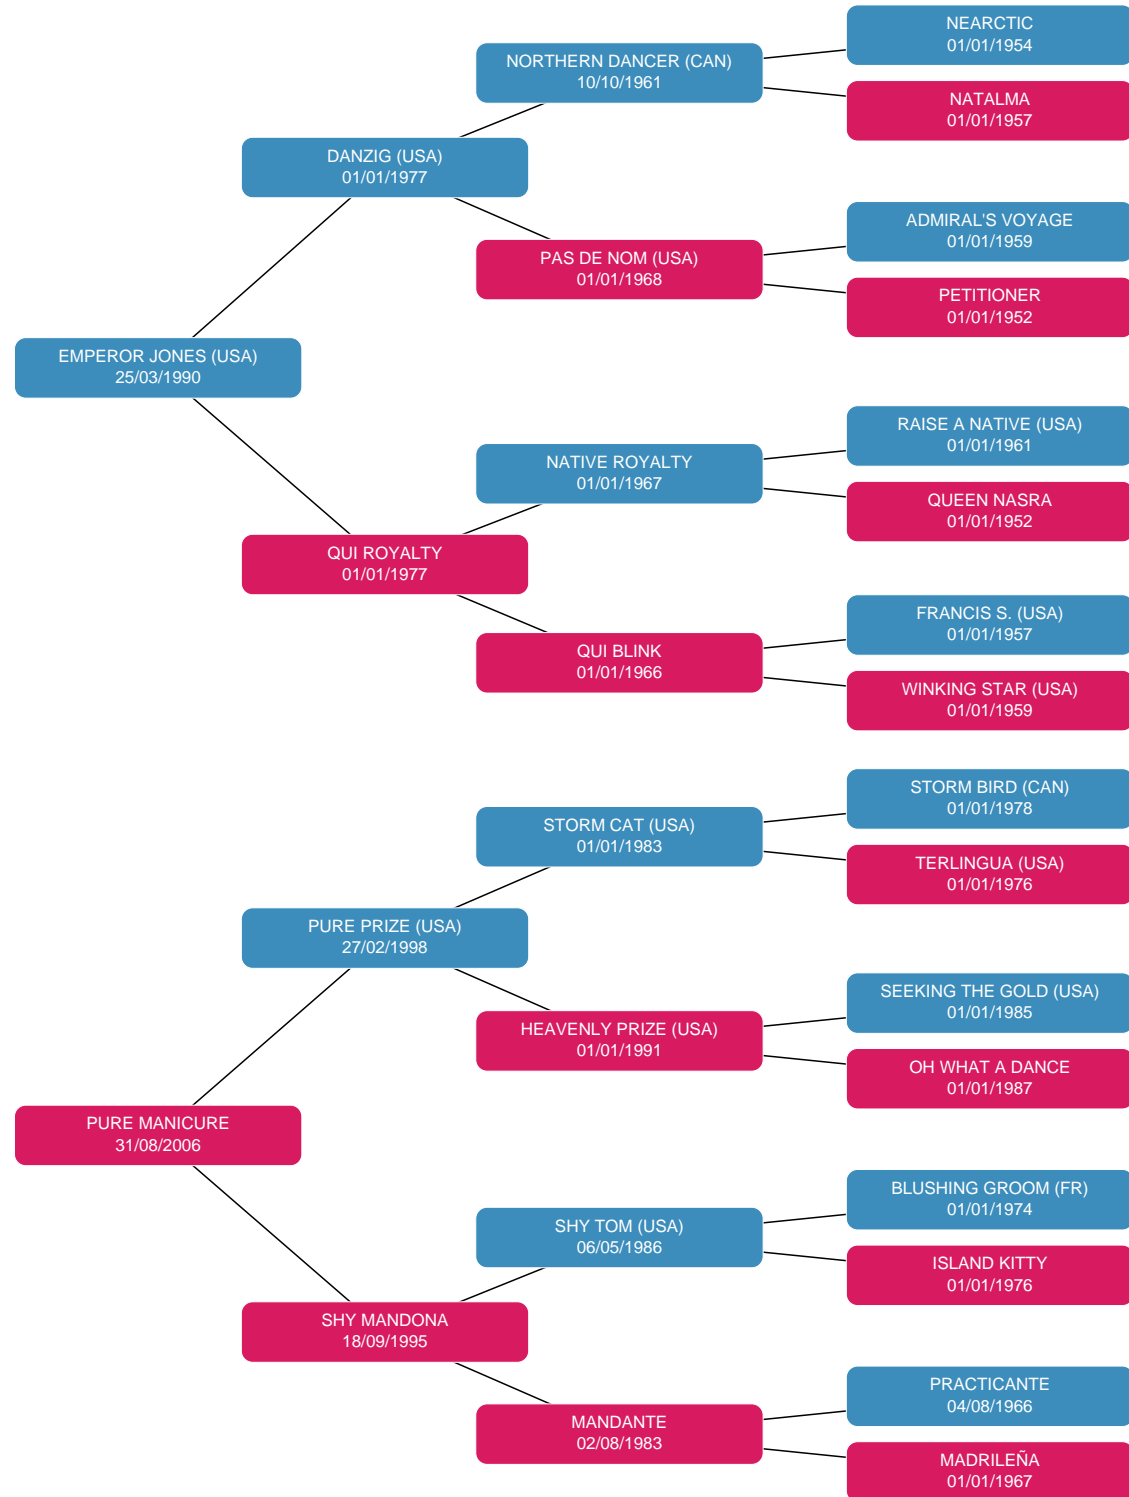 NEARCTIC
01/01/1954
NORTHERN DANCER (CAN)
10/10/1961
NATALMA
01/01/1957
DANZIG (USA)
01/01/1977
ADMIRAL'S VOYAGE
01/01/1959
PAS DE NOM (USA)
01/01/1968
PETITIONER
01/01/1952
EMPEROR JONES (USA)
25/03/1990
RAISE A NATIVE (USA)
01/01/1961
NATIVE ROYALTY
01/01/1967
QUEEN NASRA
01/01/1952
QUI ROYALTY
01/01/1977
FRANCIS S. (USA)
01/01/1957
QUI BLINK
01/01/1966
WINKING STAR (USA)
01/01/1959
STORM BIRD (CAN)
01/01/1978
STORM CAT (USA)
01/01/1983
TERLINGUA (USA)
01/01/1976
PURE PRIZE (USA)
27/02/1998
SEEKING THE GOLD (USA)
01/01/1985
HEAVENLY PRIZE (USA)
01/01/1991
OH WHAT A DANCE
01/01/1987
PURE MANICURE
31/08/2006
BLUSHING GROOM (FR)
01/01/1974
SHY TOM (USA)
06/05/1986
ISLAND KITTY
01/01/1976
SHY MANDONA
18/09/1995
PRACTICANTE
04/08/1966
MANDANTE
02/08/1983
MADRILEÑA
01/01/1967